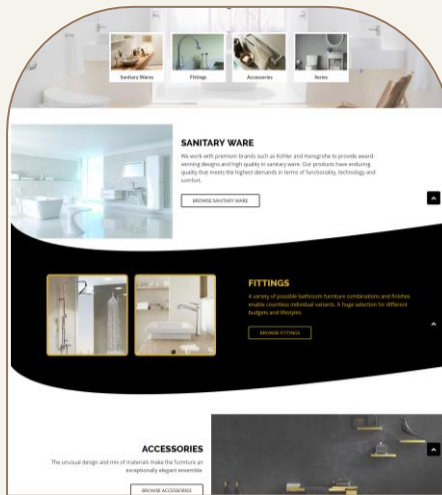 Sanitary Wares
Fittings
Accessories
Series
SANITARY WARE
We work with premium brands such as Kohler and Hansgrohe to provide award-
winning designs and high quality in sanitary ware. Our products have enduring
quality that meets the highest demands in terms of functionality, technology and
comfort.
BROWSE SANITARY WARE
FITTINGS
A variety of possible bathroom furniture combinations and finishes
enable countless individual variants. A huge selection for different
budgets and lifestyles.
BROWSE FITTINGS
ACCESSORIES
The unusual design and mix of materials make the furniture an
exceptionally elegant ensemble.
BROWSE ACCESSORIES